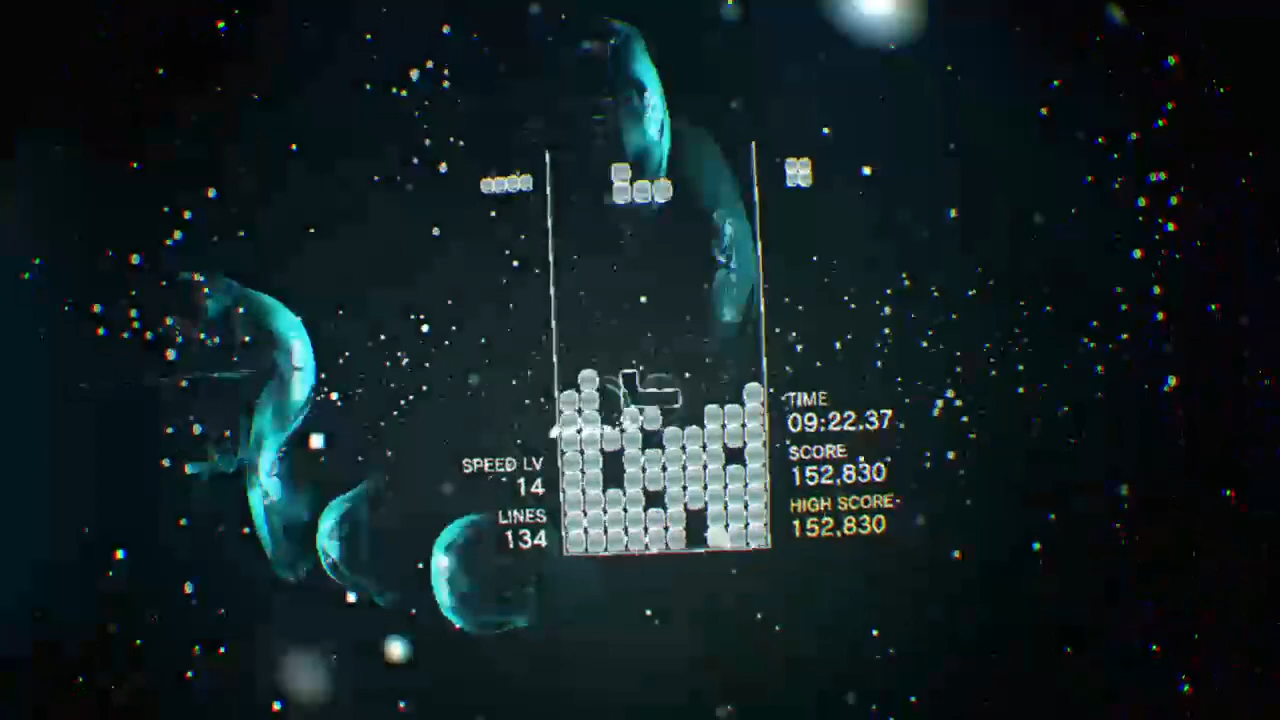 SPEED LV
14
LINES
134
TIME
09:22.37
SCORE
152,830
HIGH SCORE
152,830